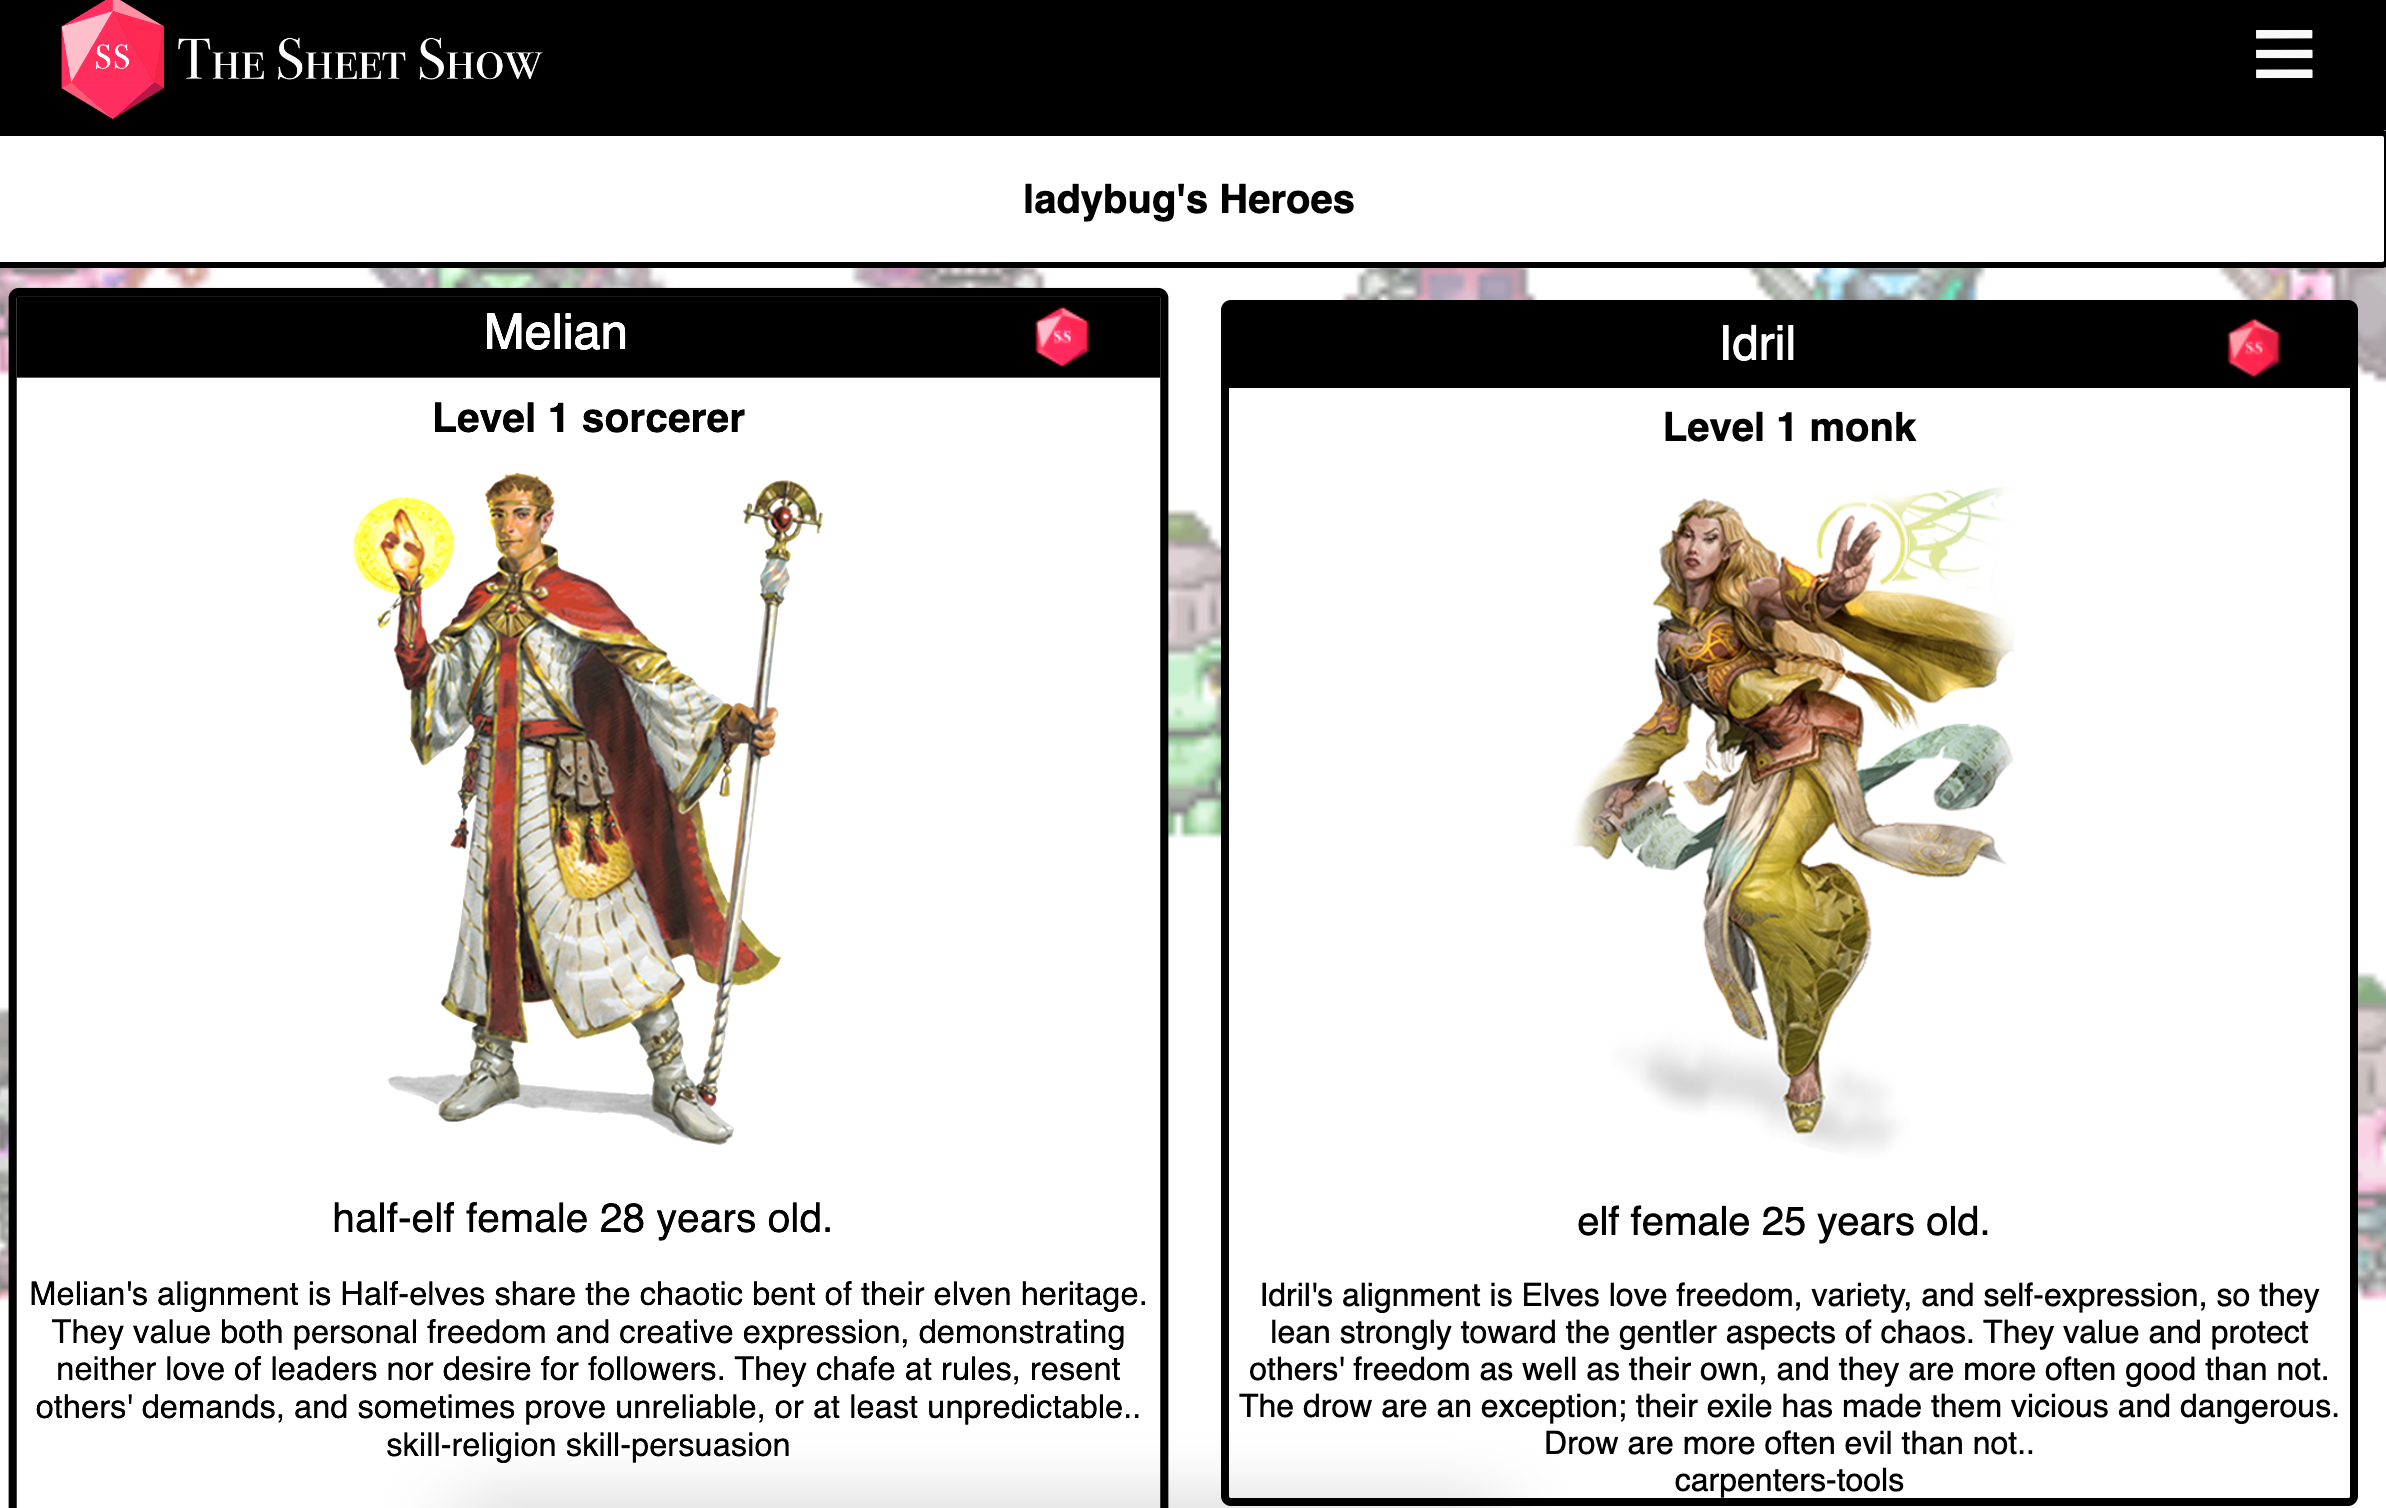 SS The Sheet Show
ladybug's Heroes
Melian
SS
Level 1 sorcerer
half-elf female 28 years old.
Melian's alignment is Half-elves share the chaotic bent of their elven heritage.
They value both personal freedom and creative expression, demonstrating
neither love of leaders nor desire for followers. They chafe at rules, resent
others' demands, and sometimes prove unreliable, or at least unpredictable..
skill-religion skill-persuasion
Idril
SS
Level 1 monk
elf female 25 years old.
Idril's alignment is Elves love freedom, variety, and self-expression, so they
lean strongly toward the gentler aspects of chaos. They value and protect
others' freedom as well as their own, and they are more often good than not.
The drow are an exception; their exile has made them vicious and dangerous.
Drow are more often evil than not..
carpenters-tools